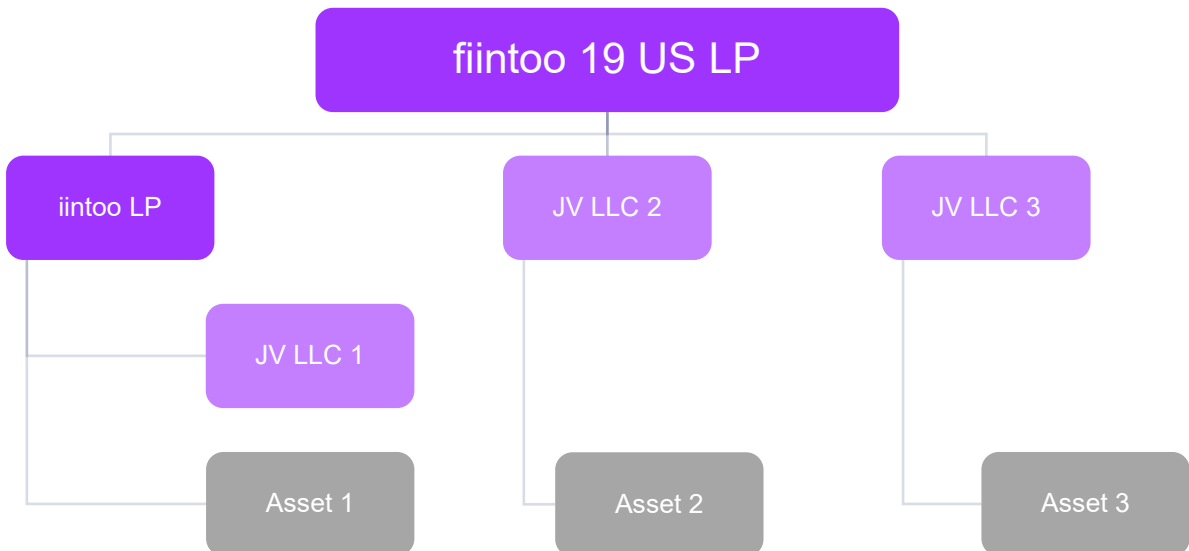 fiintoo 19 US LP
iintoo LP
JV LLC 2
JV LLC 3
JV LLC 1
Asset 1
Asset 2
Asset 3